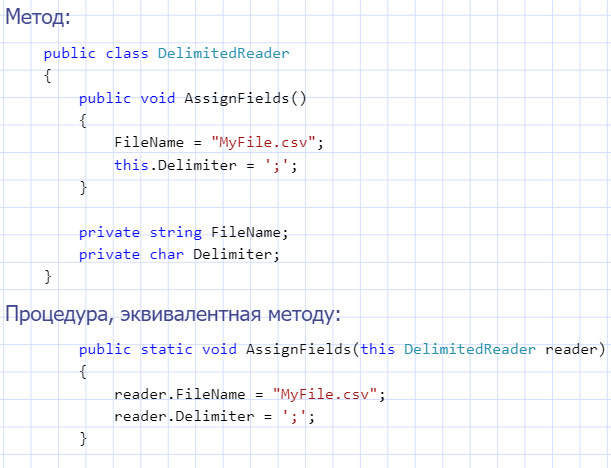 Метод:
public class DelimitedReader
{
public void AssignFields()
{
FileName = "MyFile.csv";
this.Delimiter = ';';
}
private string FileName;
private char Delimiter;
}
Процедура, эквивалентная методу:
public static void AssignFields(this DelimitedReader reader)
{
reader.FileName = "MyFile.csv";
reader.Delimiter = ';';
}